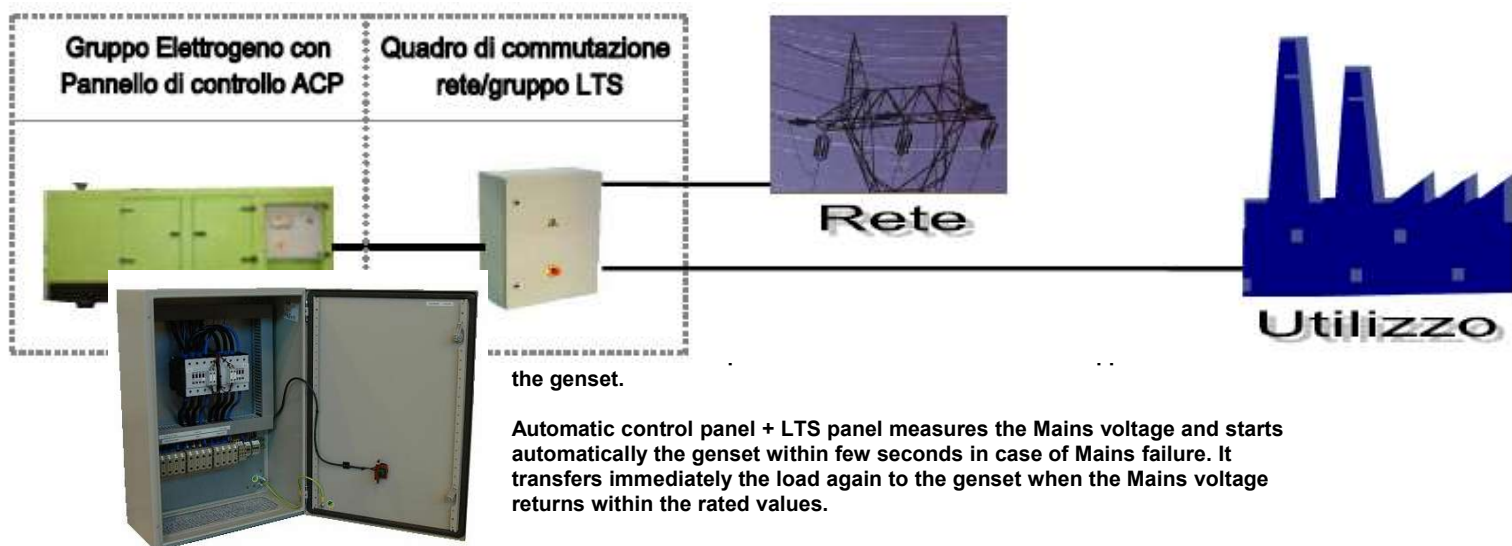 Gruppo Elettrogeno con
Pannello di controllo ACP
Quadro di commutazione
rete/gruppo LTS
Rete
Utilizzo
the genset.
Automatic control panel + LTS panel measures the Mains voltage and starts
automatically the genset within few seconds in case of Mains failure. It
transfers immediately the load again to the genset when the Mains voltage
returns within the rated values.